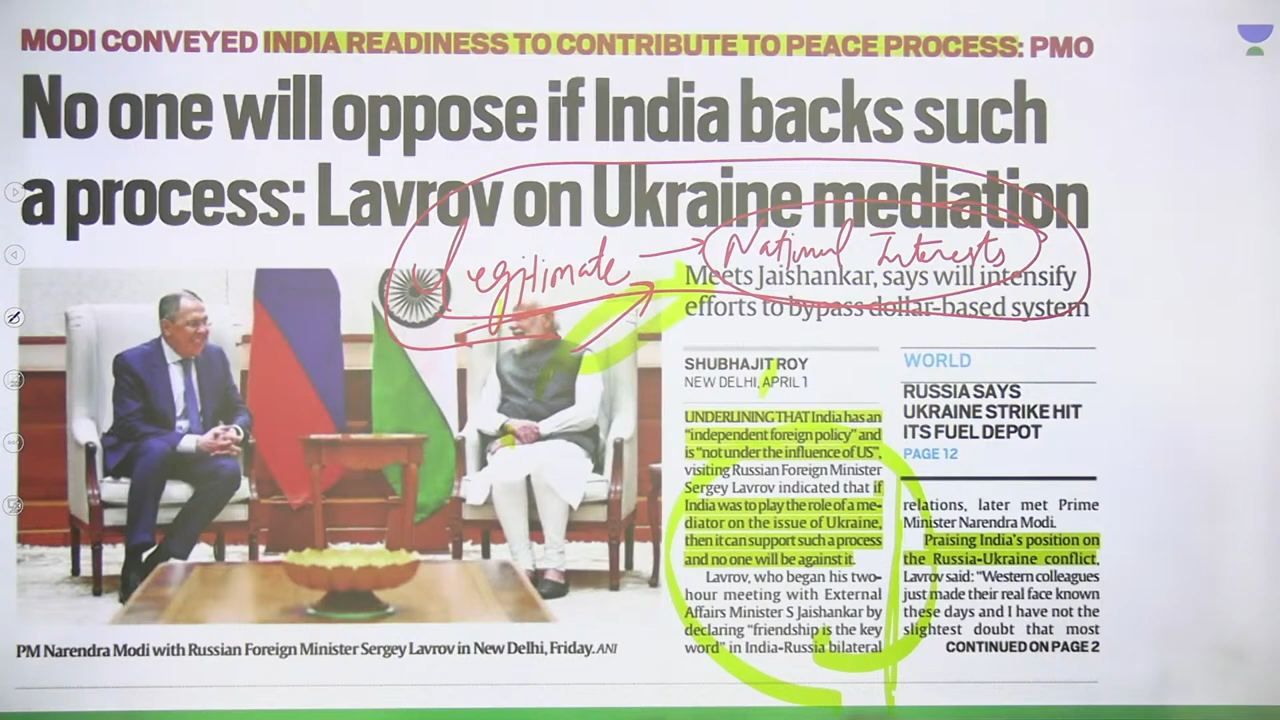 MODI CONVEYED INDIA READINESS TO CONTRIBUTE TO PEACE PROCESS: PMO
No one will oppose if India backs such
a process: Lavrov on Ukraine mediation
Legitimate → National Interests
Meets Jaishankar, says will intensify
efforts to bypass dollar-based system
PM Narendra Modi with Russian Foreign Minister Sergey Lavrov in New Delhi, Friday. ANI
SHUBHAJIT ROY
NEW DELHI, APRIL 1
UNDERLINING THAT India has an
“independent foreign policy” and
is “not under the influence of US”,
visiting Russian Foreign Minister
Sergey Lavrov indicated that if
India was to play the role of a me-
diator on the issue of Ukraine,
then it can support such a process
and no one will be against it.
Lavrov, who began his two-
hour meeting with External
Affairs Minister S Jaishankar by
declaring “friendship is the key
word” in India-Russia bilateral
WORLD
RUSSIA SAYS
UKRAINE STRIKE HIT
ITS FUEL DEPOT
PAGE 12
relations, later met Prime
Minister Narendra Modi.
Praising India’s position on
the Russia-Ukraine conflict,
Lavrov said: “Western colleagues
just made their real face known
these days and I have not the
slightest doubt that most
CONTINUED ON PAGE 2